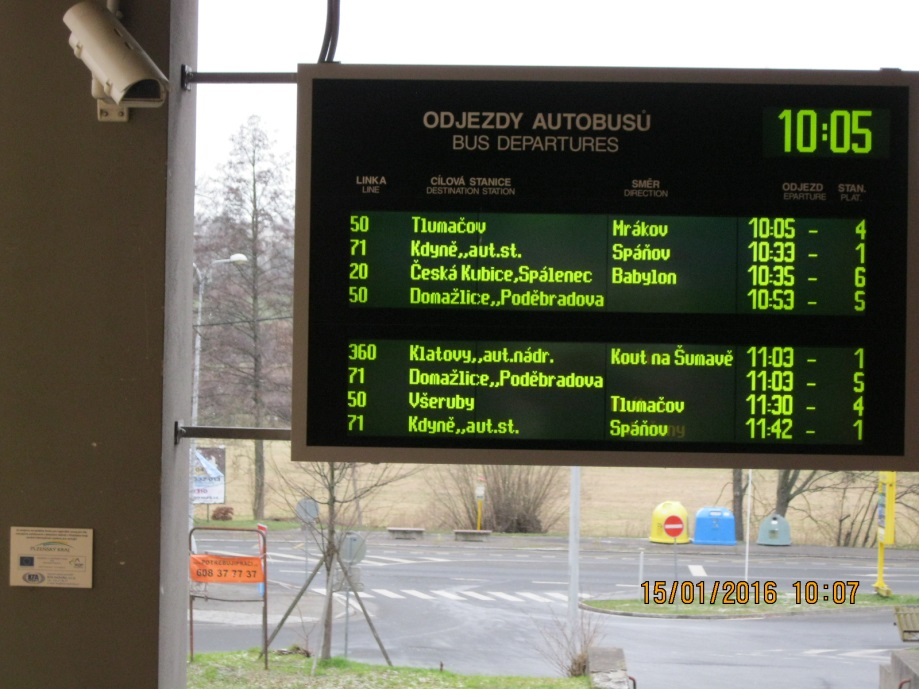 ODJEZDY AUTOBUSŮ
BUS DEPARTURES
10:05
LINKA CÍLOVÁ STANICE SMĚR ODJEZD STAN.
LINE DESTINATION STATION DIRECTION EPARTURE PLAT.
50 Tlumačov Hrákov 10:05 – 4
71 Kdyně,,aut.st. Spáňov 10:33 – 1
20 Česká Kubice,Spálenec Babylon 10:35 – 6
50 Domažlice,,Poděbradova 10:53 – 5
360 Klatovy,,aut.nádr. Kout na Šumavě 11:03 – 1
71 Domažlice,,Poděbradova 11:03 – 5
50 Všeruby Tlumačov 11:30 – 4
71 Kdyně,,aut.st. Spáňov 11:42 – 1
PLZEŇSKÝ KRAJ
608 37 77 37
15/01/2016 10:07